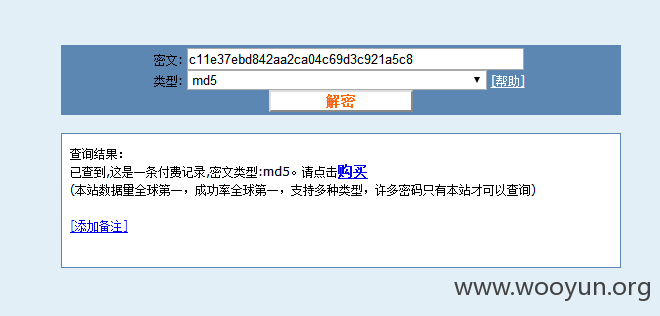 密文: c11e37ebd842aa2ca04c69d3c921a5c8
类型: md5 [帮助]
解密
查询结果:
已查到,这是一条付费记录,密文类型:md5。请点击购买
(本站数据量全球第一，成功率全球第一，支持多种类型，许多密码只有本站才可以查询)
[添加备注]
www.wooyun.org